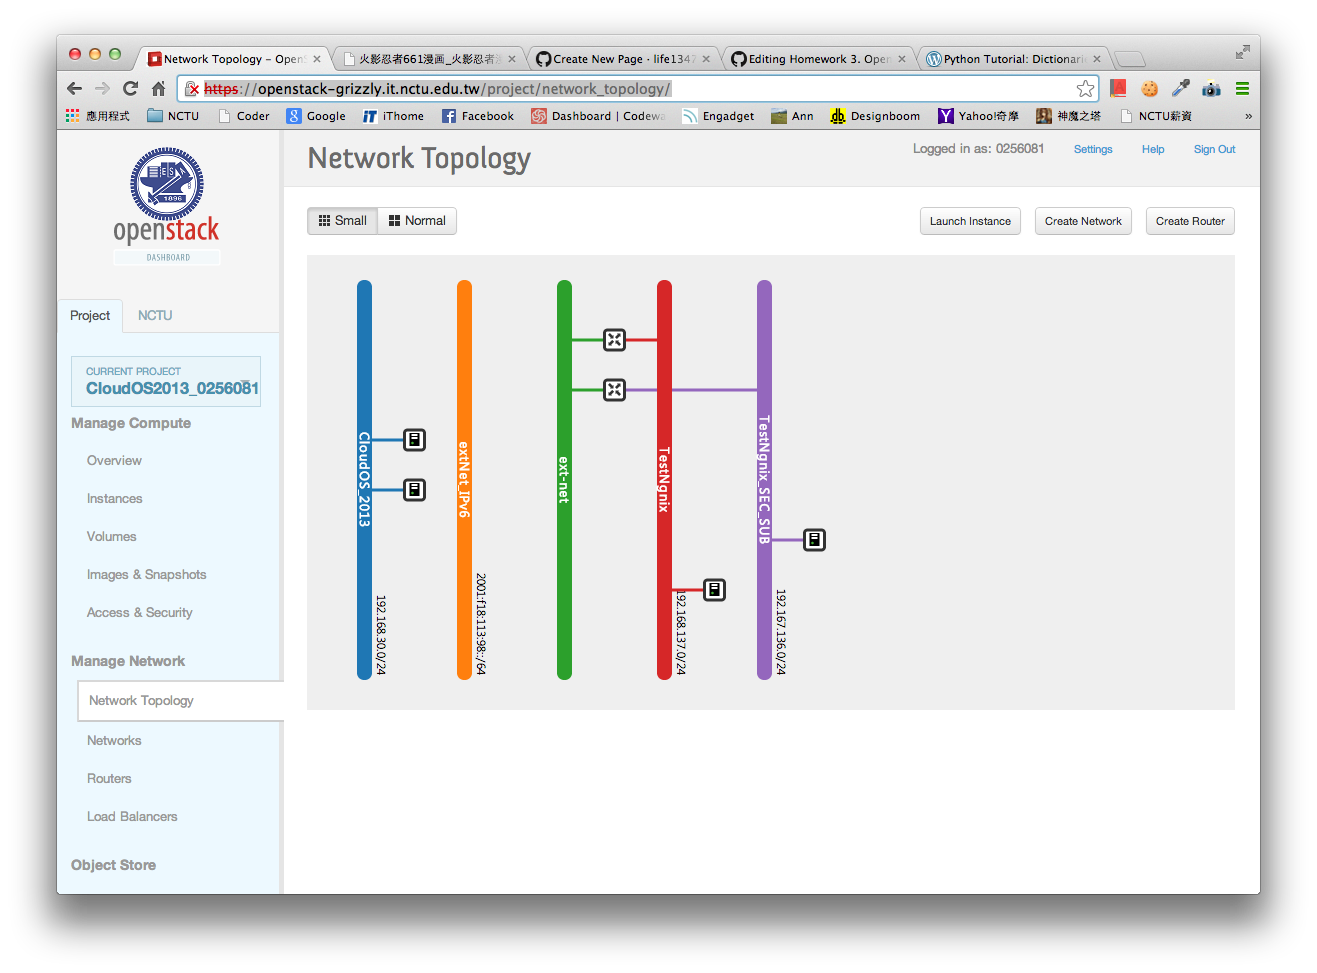 Network Topology – OpenS
火影忍者661漫画_火影忍者漫
Create New Page · life1347
Editing Homework 3. Open
Python Tutorial: Dictionarie
https://openstack-grizzly.it.nctu.edu.tw/project/network_topology/
應用程式
NCTU
Coder
Google
iThome
Facebook
Dashboard | Codewa
Engadget
Ann
Designboom
Yahoo!奇摩
神魔之塔
NCTU薪資
»
ES
1896
openstack
DASHBOARD
Network Topology
Logged in as: 0256081
Settings
Help
Sign Out
Small
Normal
Launch Instance
Create Network
Create Router
Project
NCTU
CURRENT PROJECT
CloudOS2013_0256081
Manage Compute
Overview
Instances
Volumes
Images & Snapshots
Access & Security
Manage Network
Network Topology
Networks
Routers
Load Balancers
Object Store
CloudOS_2013
192.168.30.0/24
extNet_IPv6
2001:f18:113:98::/64
ext-net
TestNgnix
192.168.137.0/24
TestNgnix_SEC_SUB
192.167.136.0/24